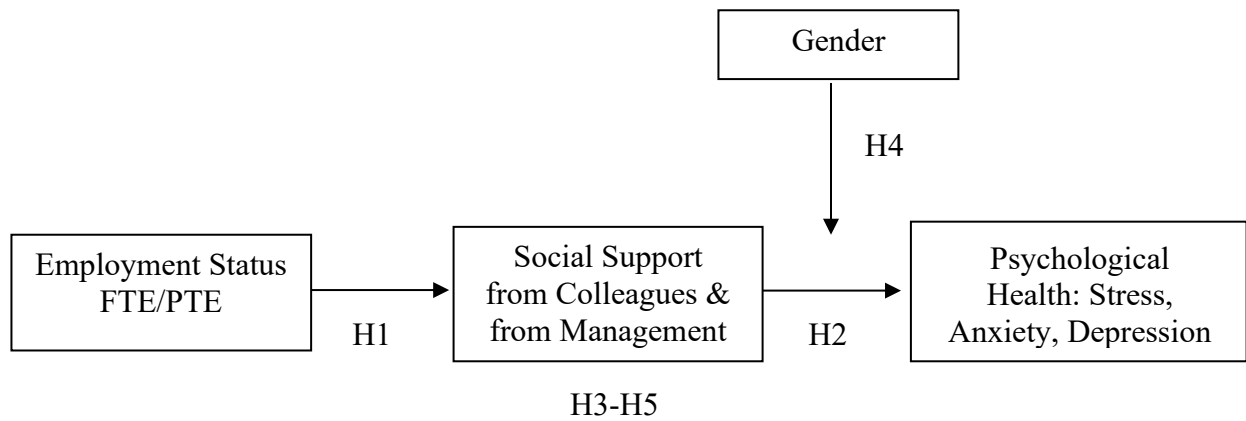 Gender
H4
Employment Status
FTE/PTE
H1
Social Support
from Colleagues &
from Management
H2
Psychological
Health: Stress,
Anxiety, Depression
H3-H5